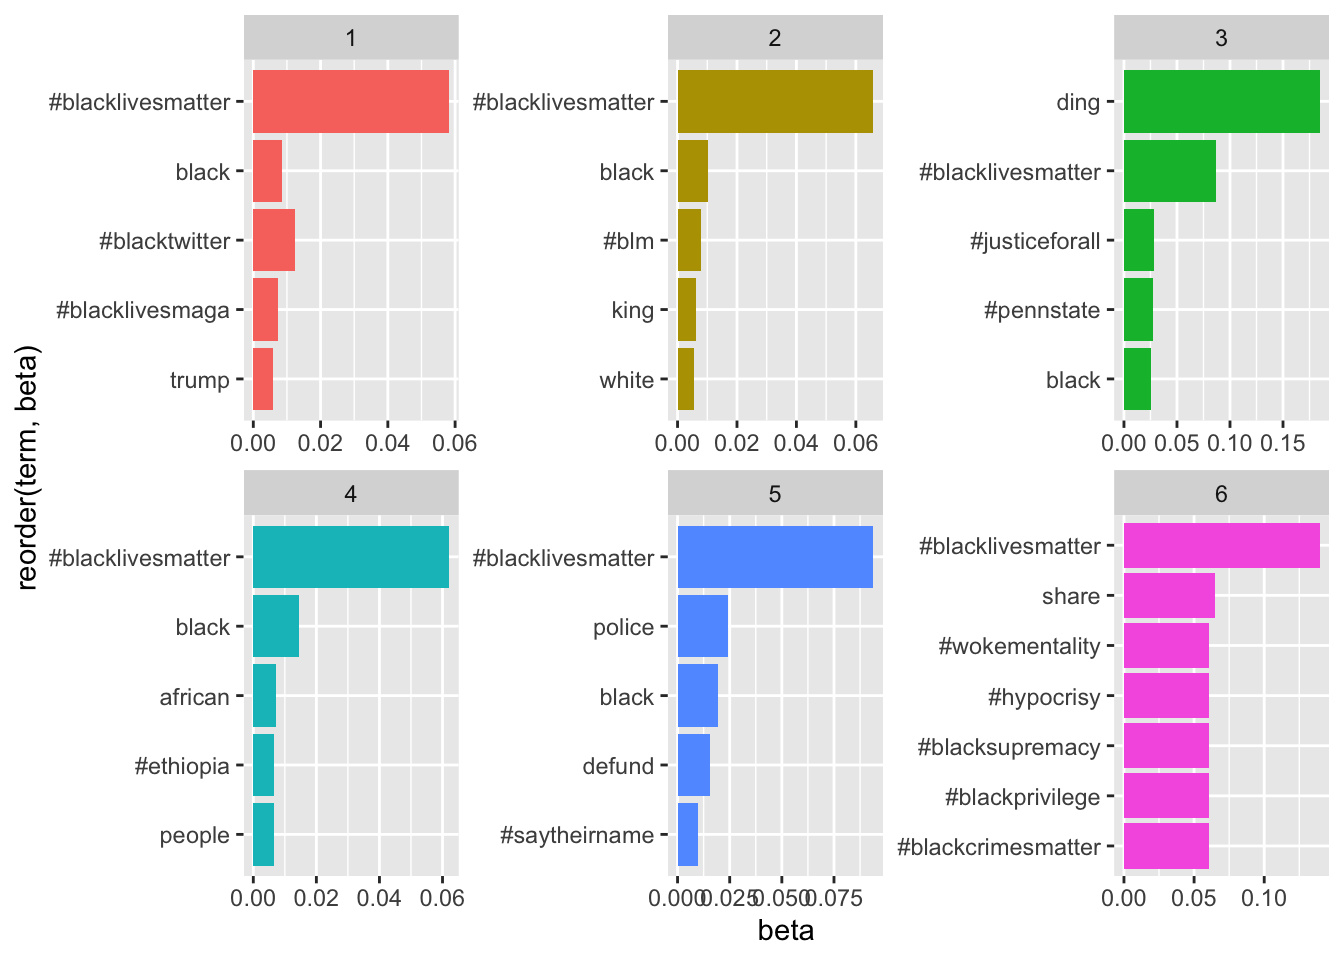 1
#blacklivesmatter
black
#blacktwitter
#blacklivesmaga
trump
0.00 0.02 0.04 0.06
2
#blacklivesmatter
black
#blm
king
white
0.00 0.02 0.04 0.06
3
ding
#blacklivesmatter
#justiceforall
#pennstate
black
0.00 0.05 0.10 0.15
4
#blacklivesmatter
black
african
#ethiopia
people
0.00 0.02 0.04 0.06
5
#blacklivesmatter
police
black
defund
#saytheirname
0.000 0.025 0.050 0.075
6
#blacklivesmatter
share
#wokementality
#hypocrisy
#blacksupremacy
#blackprivilege
#blackcrimesmatter
0.00 0.05 0.10
reorder(term, beta)
beta